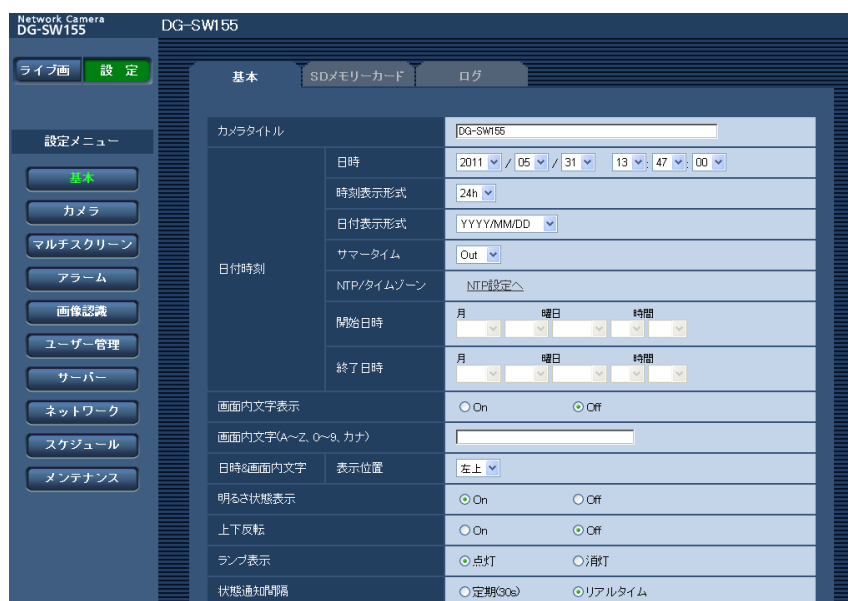 Network Camera
DG-SW155
DG-SW155
ライブ画 設 定
基本 SDメモリーカード ログ
設定メニュー
基本
カメラ
マルチスクリーン
アラーム
画像認識
ユーザー管理
サーバー
ネットワーク
スケジュール
メンテナンス
カメラタイトル DG-SW155
日付時刻
日時 2011 / 05 / 31 13 : 47 : 00
時刻表示形式 24h
日付表示形式 YYYY/MM/DD
サマータイム Out
NTP/タイムゾーン NTP設定へ
開始日時 月 曜日 時間
終了日時 月 曜日 時間
画面内文字表示 On Off
画面内文字(A～Z、0～9、カナ)
日時&画面内文字 表示位置 左上
明るさ状態表示 On Off
上下反転 On Off
ランプ表示 点灯 消灯
状態通知間隔 定期(30s) リアルタイム